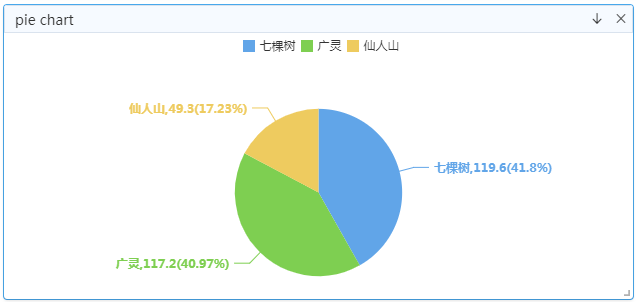 pie chart
七棵树 广灵 仙人山
仙人山,49.3(17.23%)
七棵树,119.6(41.8%)
广灵,117.2(40.97%)